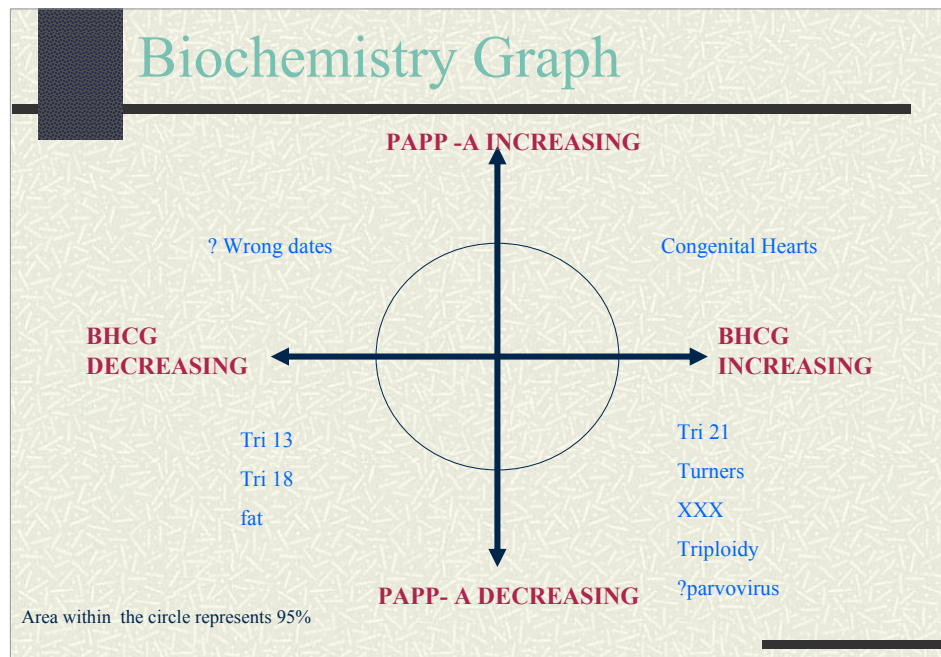 Biochemistry Graph
PAPP -A INCREASING
? Wrong dates
Congenital Hearts
BHCG
DECREASING
BHCG
INCREASING
Tri 13
Tri 18
fat
Tri 21
Turners
XXX
Triploidy
?parvovirus
PAPP- A DECREASING
Area within the circle represents 95%